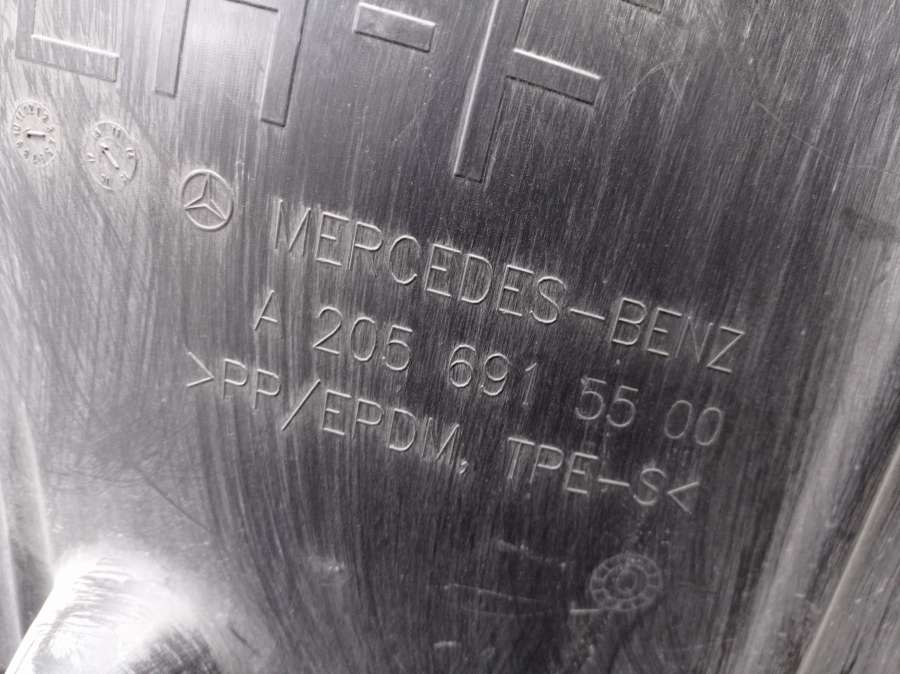 MERCEDES-BENZ
A 205 691 55 00
>PP/EPDM, TPE-S<